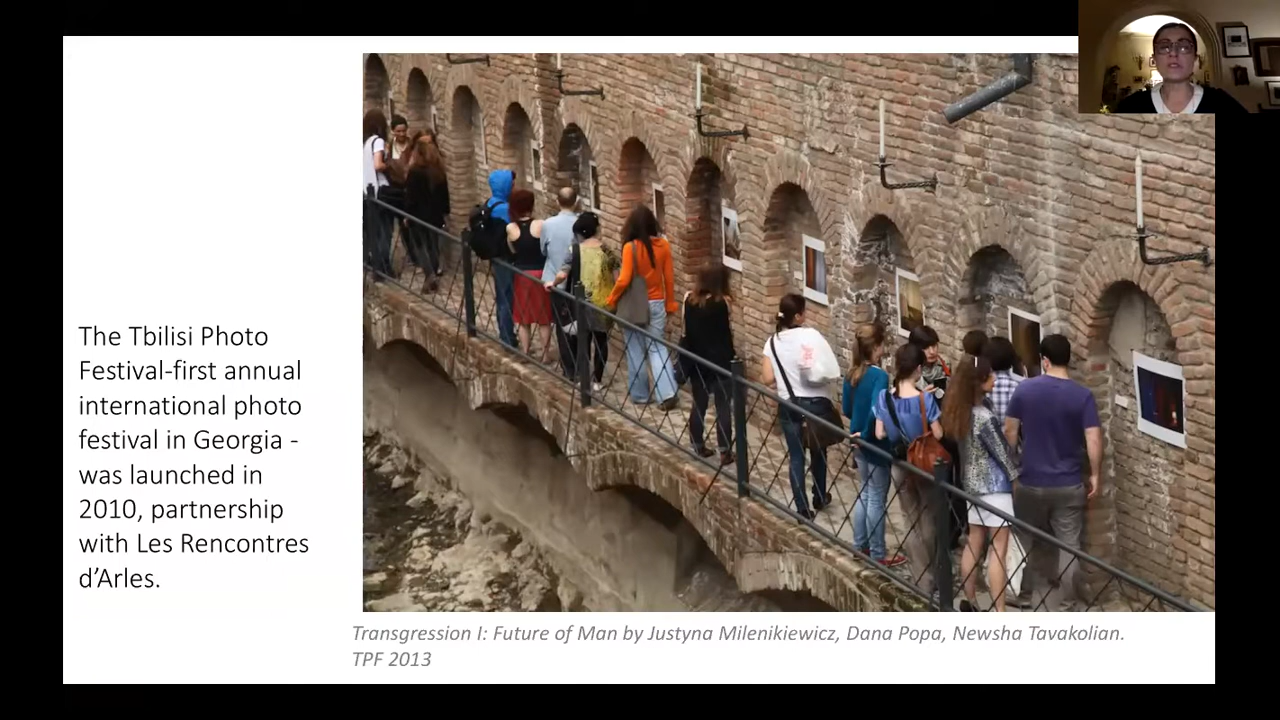 The Tbilisi Photo
Festival-first annual
international photo
festival in Georgia -
was launched in
2010, partnership
with Les Rencontres
d’Arles.
Transgression I: Future of Man by Justyna Milenikiewicz, Dana Popa, Newsha Tavakolian.
TPF 2013